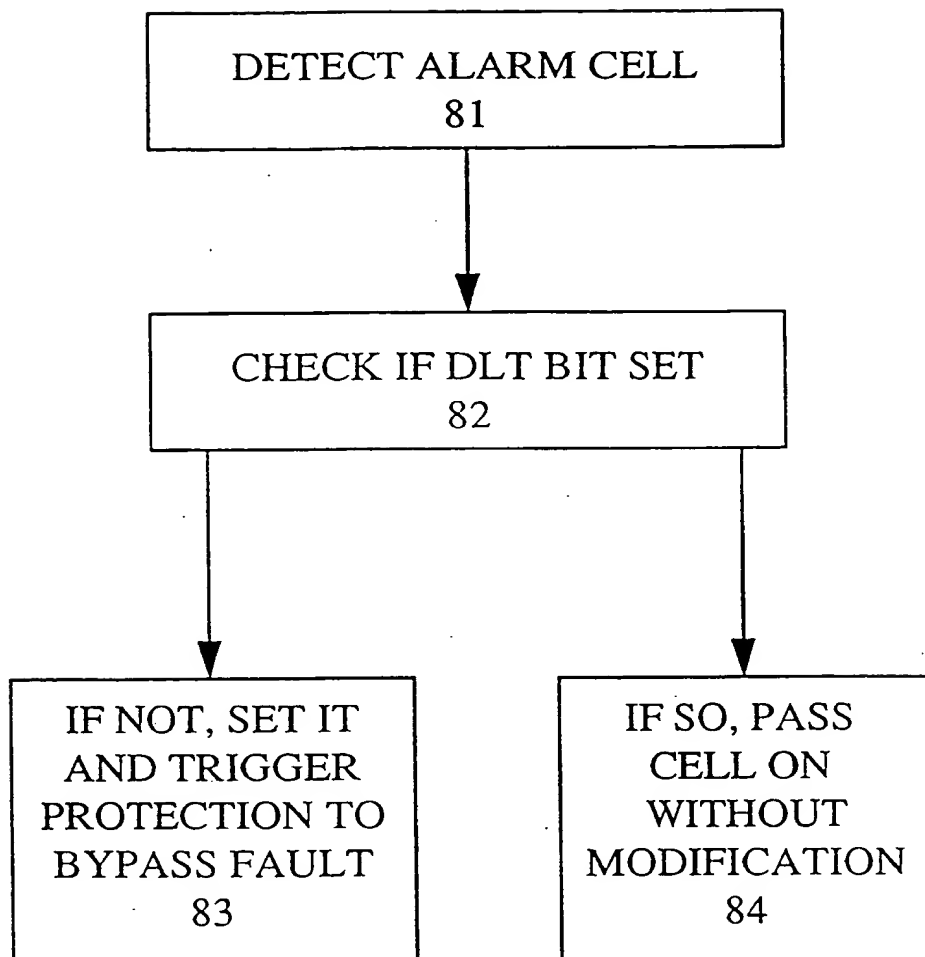 DETECT ALARM CELL
81
CHECK IF DLT BIT SET
82
IF NOT, SET IT
AND TRIGGER
PROTECTION TO
BYPASS FAULT
83
IF SO, PASS
CELL ON
WITHOUT
MODIFICATION
84